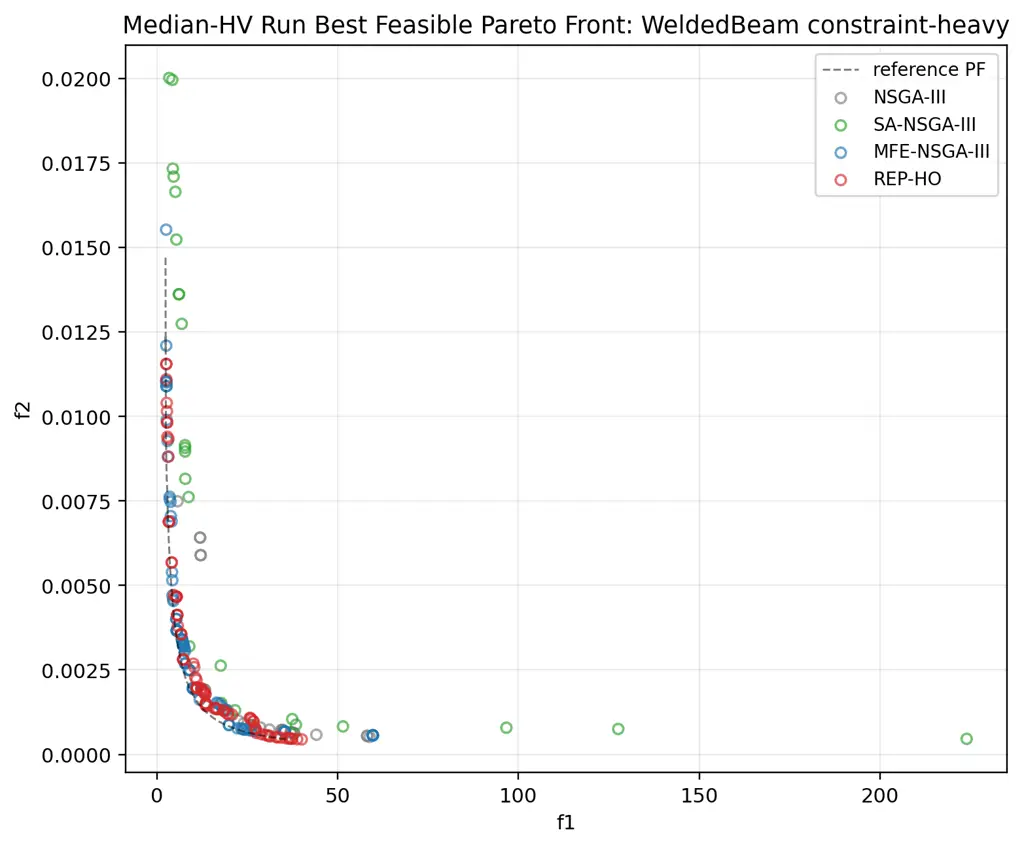 Median-HV Run Best Feasible Pareto Front: WeldedBeam constraint-heavy
reference PF
NSGA-III
SA-NSGA-III
MFE-NSGA-III
REP-HO
0.0200
0.0175
0.0150
0.0125
0.0100
0.0075
0.0050
0.0025
0.0000
f2
0
50
100
150
200
f1